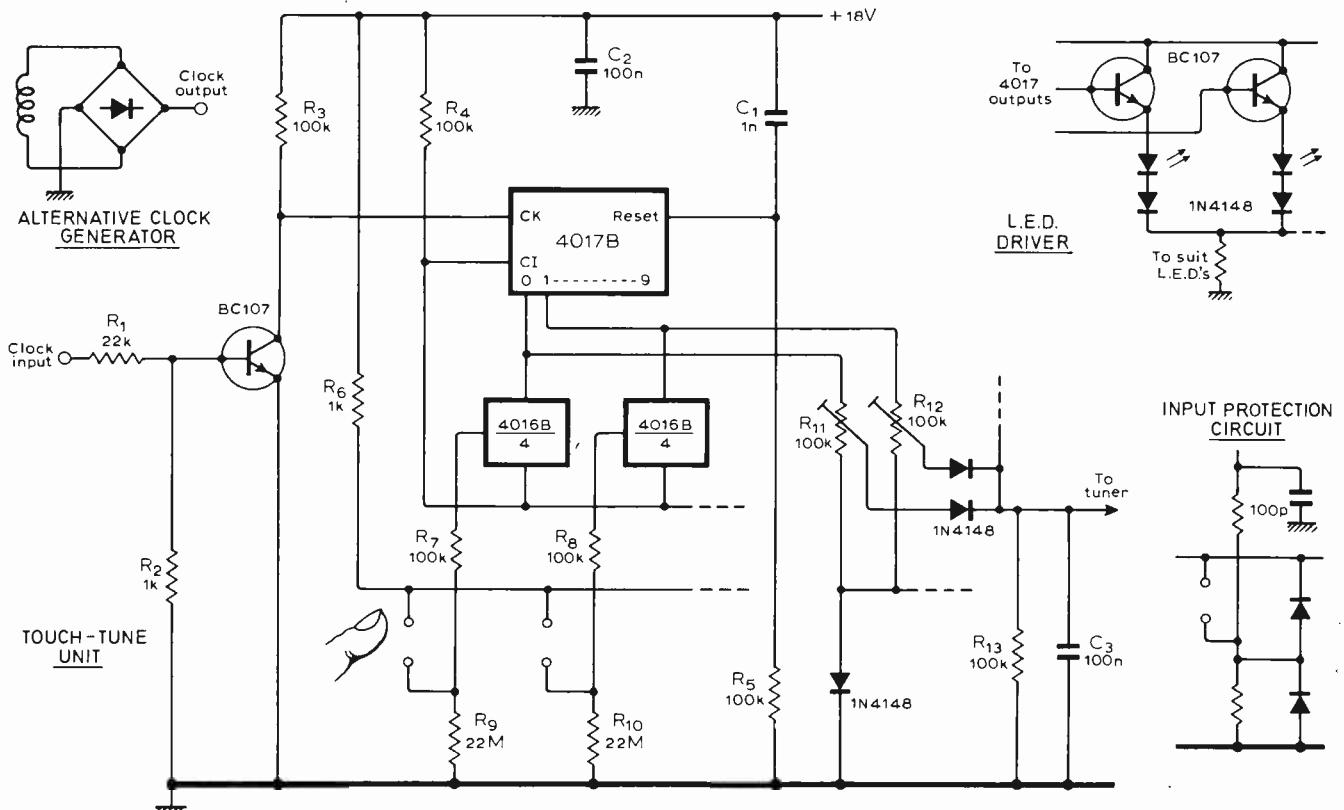 +18V
C2
100n
C1
1n
R3
100k
R4
100k
Clock
output
ALTERNATIVE CLOCK
GENERATOR
To
4017
outputs
BC107
1N4148
L.E.D.
DRIVER
To suit
L.E.D.'s
CK
Reset
4017B
CI
0 1---------9
BC107
R1
22k
Clock
input
R6
1k
4016B
4
4016B
4
R11
100k
R12
100k
INPUT PROTECTION
CIRCUIT
To
tuner
100p
1N4148
R7
100k
R8
100k
R2
1k
TOUCH-TUNE
UNIT
R5
100k
1N4148
R13
100k
C3
100n
R9
22M
R10
22M